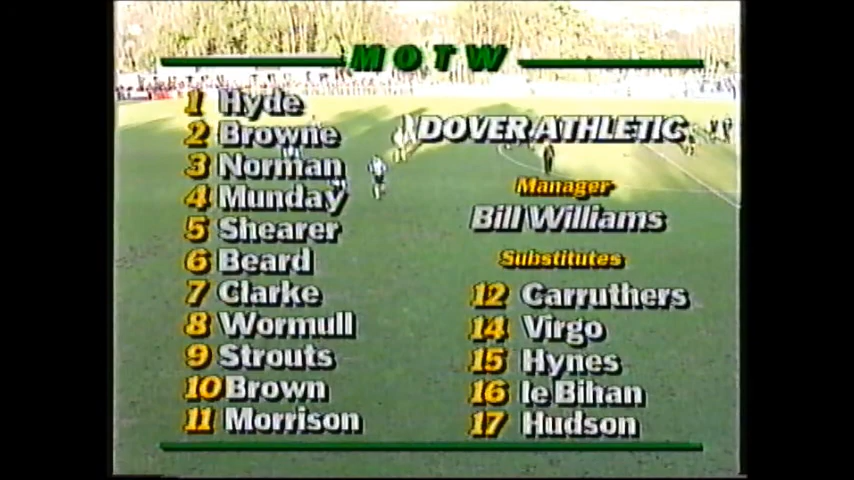 MOTW
1 Hyde
2 Browne
3 Norman
4 Munday
5 Shearer
6 Beard
7 Clarke
8 Wormull
9 Strouts
10 Brown
11 Morrison
DOVER ATHLETIC
Manager
Bill Williams
Substitutes
12 Carruthers
14 Virgo
15 Hynes
16 le Bihan
17 Hudson